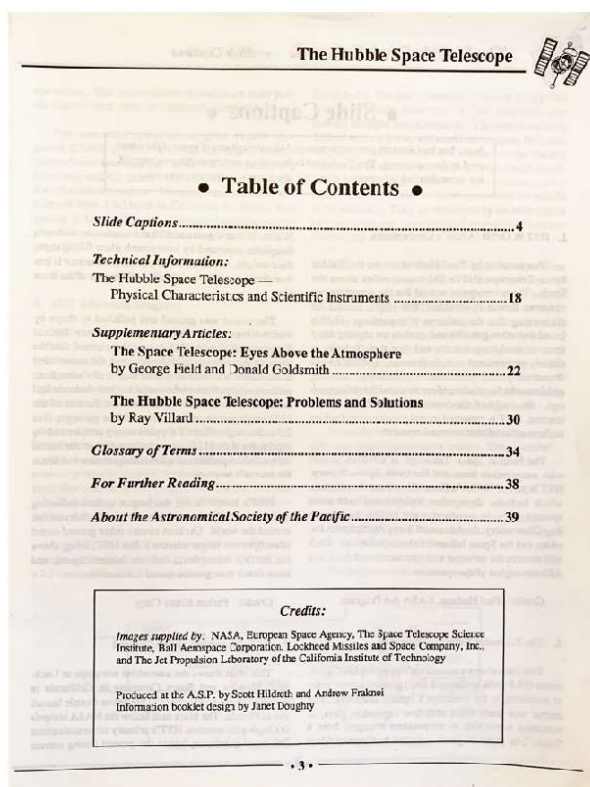 The Hubble Space Telescope
• Table of Contents •
Slide Captions....................4
Technical Information:
The Hubble Space Telescope —
Physical Characteristics and Scientific Instruments ....................18
Supplementary Articles:
The Space Telescope: Eyes Above the Atmosphere
by George Field and Donald Goldsmith ....................22
The Hubble Space Telescope: Problems and Solutions
by Ray Villard ....................30
Glossary of Terms....................34
For Further Reading....................38
About the Astronomical Society of the Pacific....................39
Credits:
Images supplied by: NASA, European Space Agency, The Space Telescope Science
Institute, Ball Aerospace Corporation, Lockheed Missiles and Space Company, Inc.,
and The Jet Propulsion Laboratory of the California Institute of Technology
Produced at the A.S.P. by Scott Hildreth and Andrew Fraknoi
Information booklet design by Janet Doughty
• 3 •